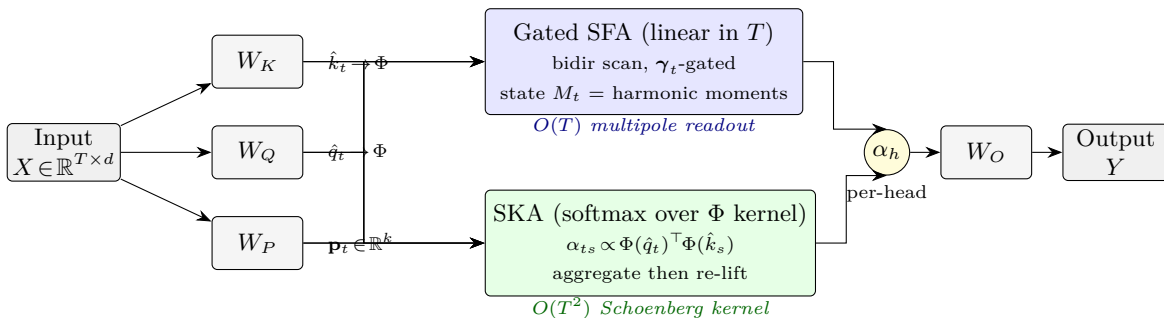 Input
X ∈ ℝ^{T×d}
W_K
W_Q
W_P
k̂_t → Φ
q̂_t → Φ
𝐩_t ∈ ℝ^k
Gated SFA (linear in T)
bidir scan, 𝜸_t-gated
state M_t = harmonic moments
O(T) multipole readout
SKA (softmax over Φ kernel)
α_{ts} ∝ Φ(q̂_t)^⊤Φ(k̂_s)
aggregate then re-lift
O(T²) Schoenberg kernel
α_h
per-head
W_O
Output
Y